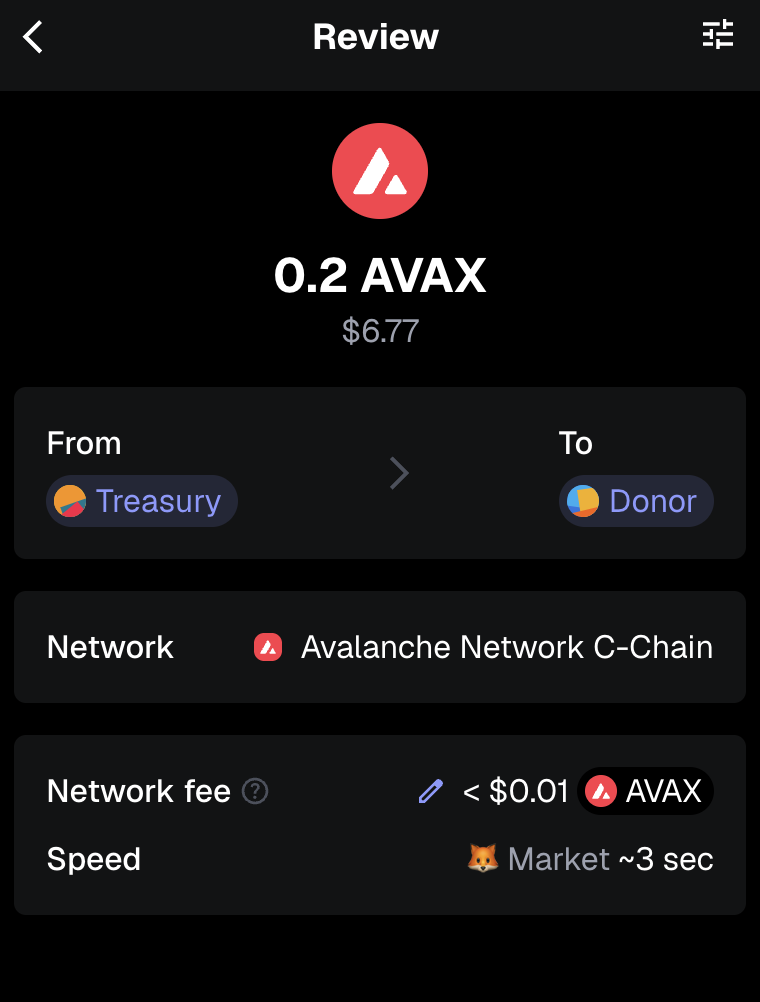 Review
0.2 AVAX
$6.77
From
To
Treasury
Donor
Network
Avalanche Network C-Chain
Network fee ?
< $0.01 AVAX
Speed
Market ~3 sec